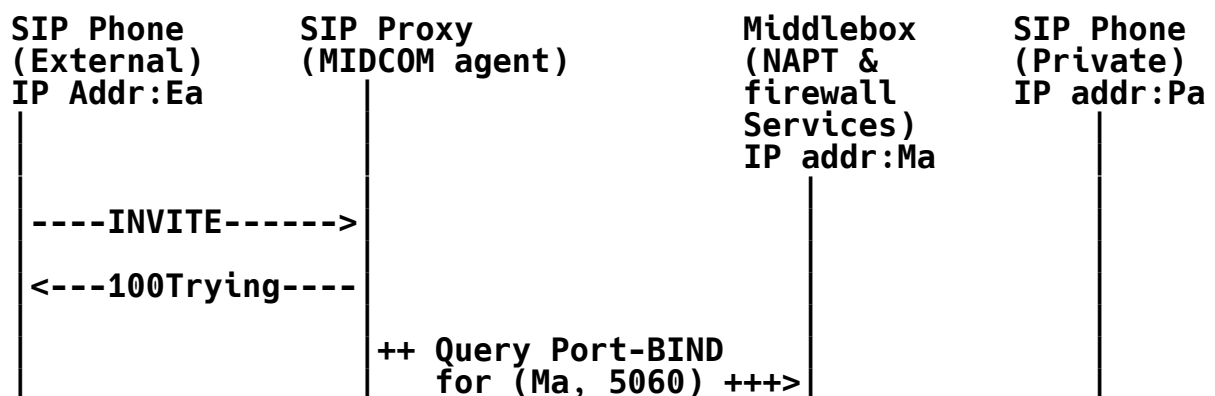 SIP Phone       SIP Proxy                Middlebox     SIP Phone
(External)      (MIDCOM agent)           (NAPT &       (Private)
IP Addr:Ea         |                     firewall      IP addr:Pa
|                  |                     Services)         |
|                  |                     IP addr:Ma        |
|                  |                         |             |
|----INVITE------>|                         |             |
|                  |                         |             |
|<---100Trying----|                         |             |
|                  |                         |             |
|                  |++ Query Port-BIND       |             |
|                  |   for (Ma, 5060) +++>|             |